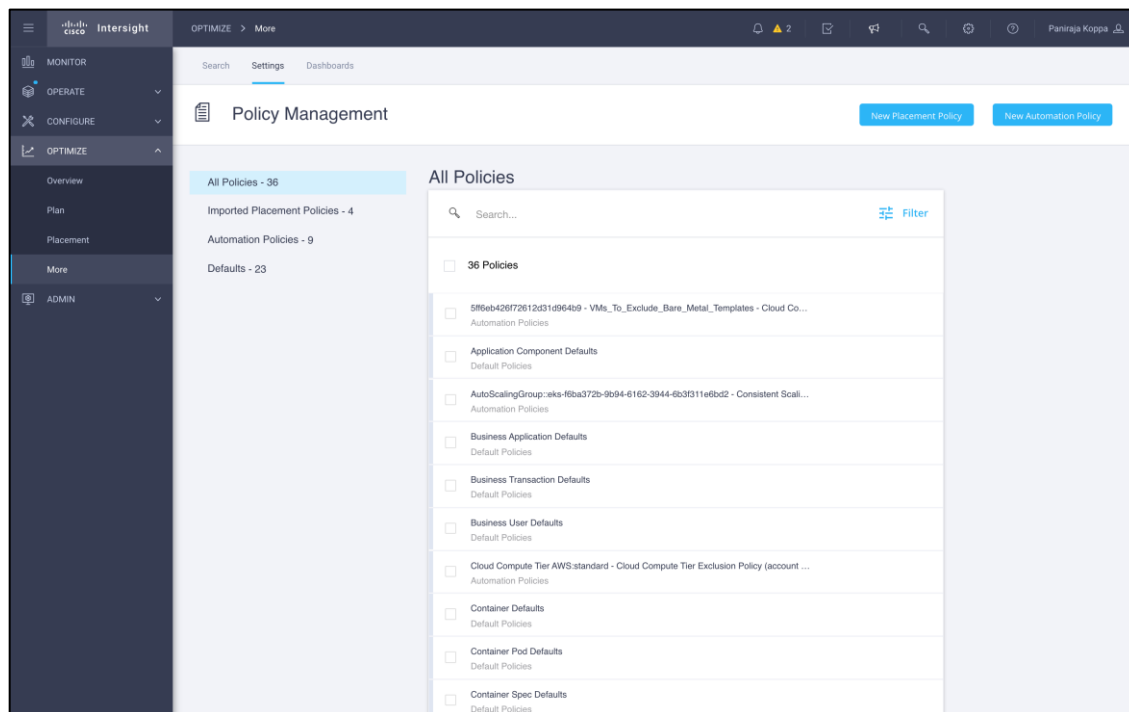 CISCO Intersight
OPTIMIZE > More
2
Paniraja Koppa
MONITOR
OPERATE
CONFIGURE
OPTIMIZE
Overview
Plan
Placement
More
ADMIN
Search Settings Dashboards
Policy Management
New Placement Policy
New Automation Policy
All Policies - 36
Imported Placement Policies - 4
Automation Policies - 9
Defaults - 23
All Policies
Search...
Filter
36 Policies
5ff6eb426f72612d31d964b9 - VMs_To_Exclude_Bare_Metal_Templates - Cloud Co...
Automation Policies
Application Component Defaults
Default Policies
AutoScalingGroup::eks-f6ba372b-9b94-6162-3944-6b3f311e6bd2 - Consistent Scali...
Automation Policies
Business Application Defaults
Default Policies
Business Transaction Defaults
Default Policies
Business User Defaults
Default Policies
Cloud Compute Tier AWS:standard - Cloud Compute Tier Exclusion Policy (account ...
Automation Policies
Container Defaults
Default Policies
Container Pod Defaults
Default Policies
Container Spec Defaults
Default Policies